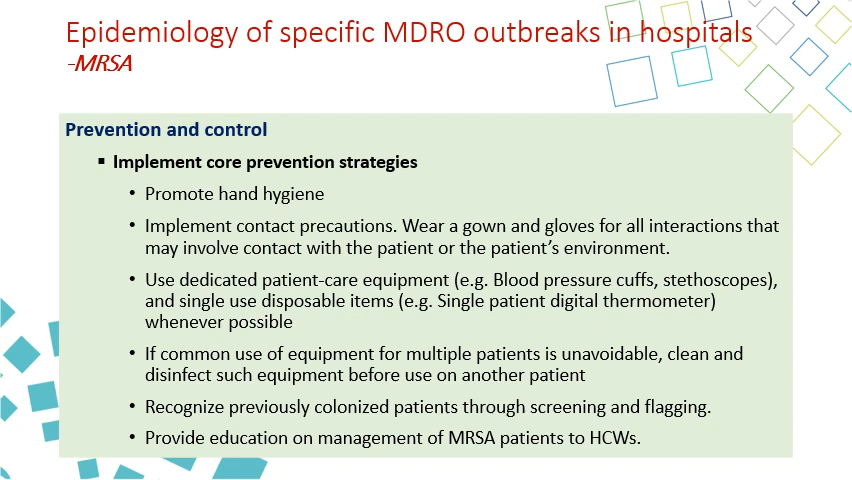 Epidemiology of specific MDRO outbreaks in hospitals
-MRSA
Prevention and control
▪ Implement core prevention strategies
• Promote hand hygiene
• Implement contact precautions. Wear a gown and gloves for all interactions that
may involve contact with the patient or the patient’s environment.
• Use dedicated patient-care equipment (e.g. Blood pressure cuffs, stethoscopes),
and single use disposable items (e.g. Single patient digital thermometer)
whenever possible
• If common use of equipment for multiple patients is unavoidable, clean and
disinfect such equipment before use on another patient
• Recognize previously colonized patients through screening and flagging.
• Provide education on management of MRSA patients to HCWs.